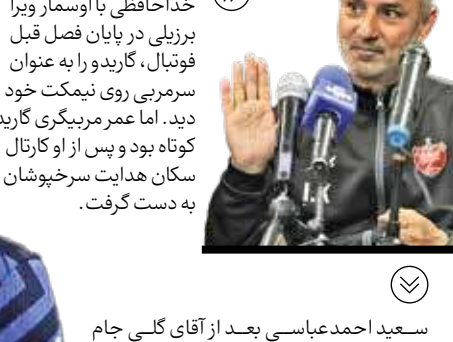 خداحافظی با اوسمار ویرا
برزیلی در پایان فصل قبل
فوتبال، گاریدو را به عنوان
سرمربی روی نیمکت خود
دید. اما عمر مربیگری گاریدو
کوتاه بود و پس از او کارتال
سکان هدایت سرخپوشان
به دست گرفت.
سعید احمدعباسی بعد از آقای گلی جام